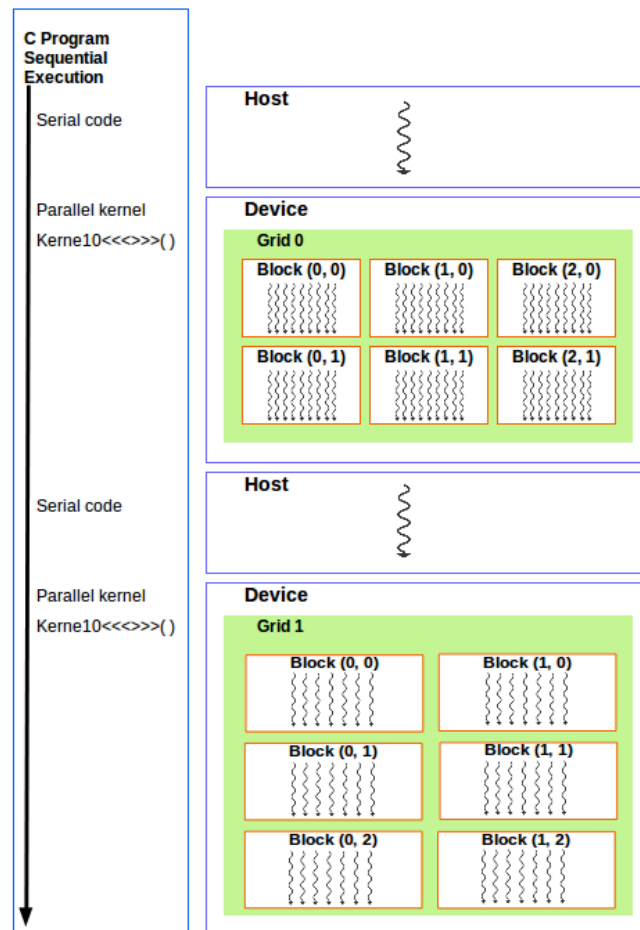 C Program
Sequential
Execution
Serial code
Host
Parallel kernel
Kerne10<<<>>>( )
Device
Grid 0
Block (0, 0)
Block (1, 0)
Block (2, 0)
Block (0, 1)
Block (1, 1)
Block (2, 1)
Serial code
Host
Parallel kernel
Kerne10<<<>>>( )
Device
Grid 1
Block (0, 0)
Block (1, 0)
Block (0, 1)
Block (1, 1)
Block (0, 2)
Block (1, 2)